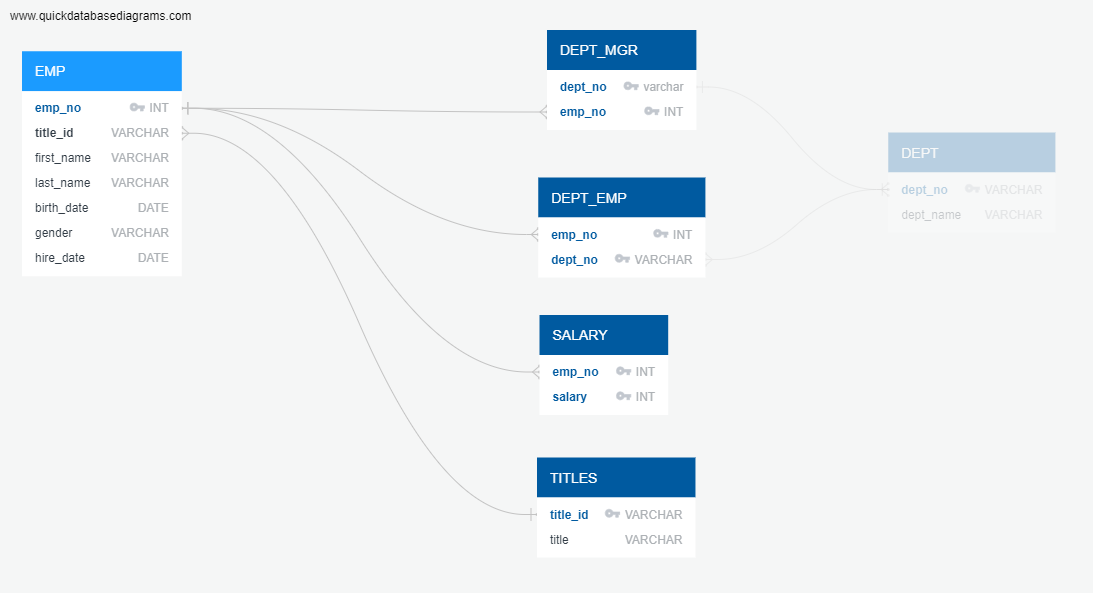 www.quickdatabasediagrams.com
EMP
emp_no INT
title_id VARCHAR
first_name VARCHAR
last_name VARCHAR
birth_date DATE
gender VARCHAR
hire_date DATE
DEPT_MGR
dept_no varchar
emp_no INT
DEPT_EMP
emp_no INT
dept_no VARCHAR
SALARY
emp_no INT
salary INT
TITLES
title_id VARCHAR
title VARCHAR
DEPT
dept_no VARCHAR
dept_name VARCHAR